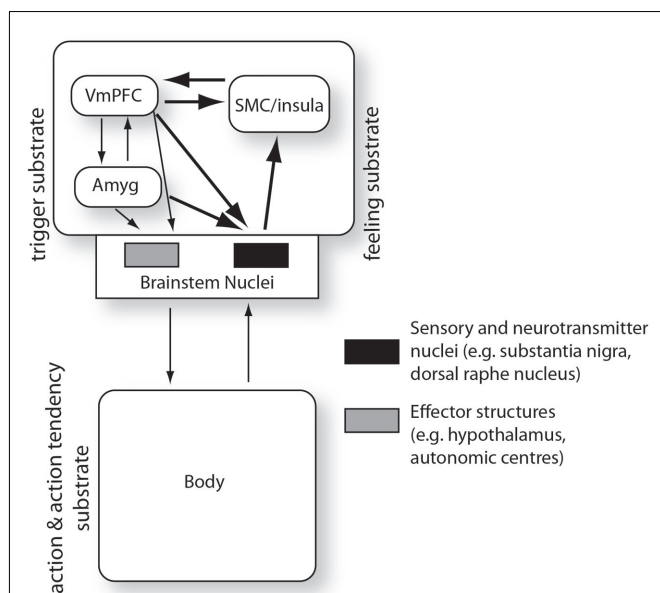 VmPFC
SMC/insula
Amyg
trigger substrate
feeling substrate
Brainstem Nuclei
Sensory and neurotransmitter
nuclei (e.g. substantia nigra,
dorsal raphe nucleus)
Effector structures
(e.g. hypothalamus,
autonomic centres)
action & action tendency
substrate
Body